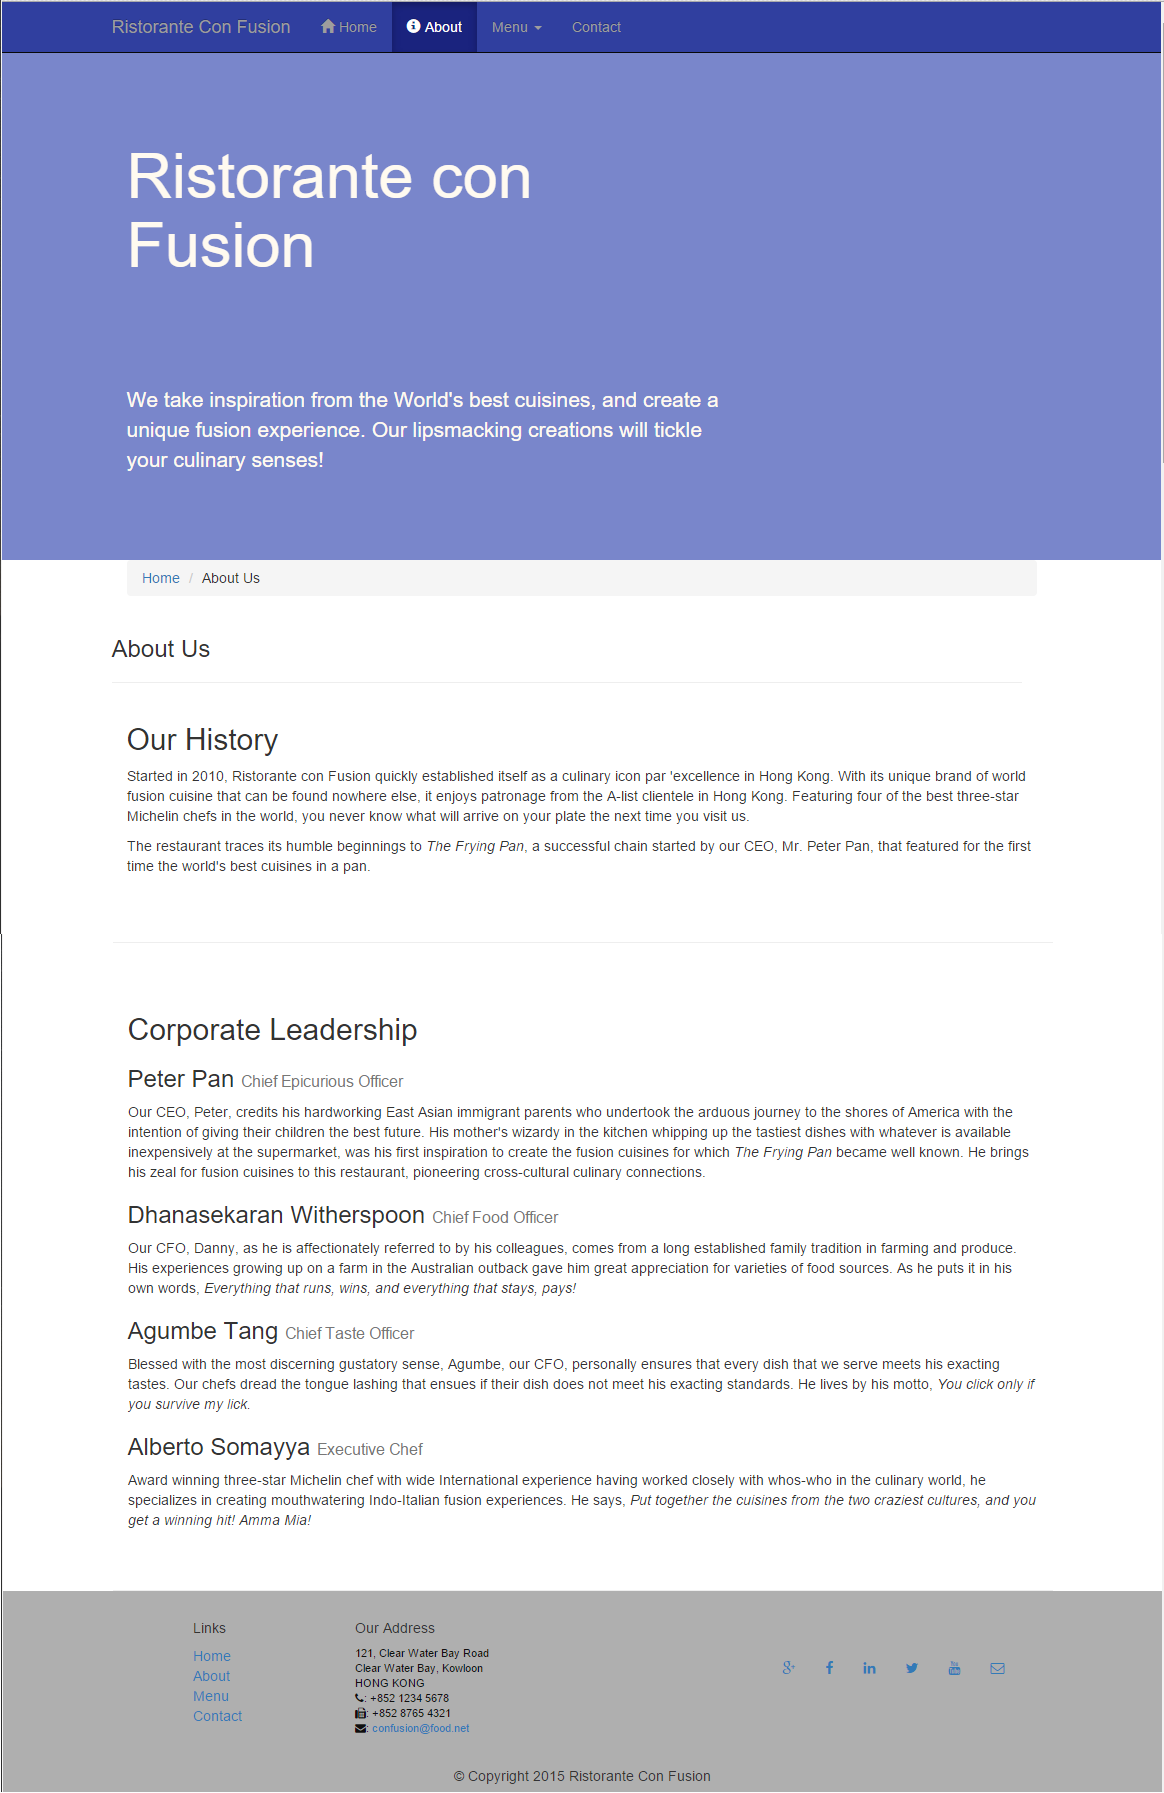 Ristorante Con Fusion Home About Menu Contact
Ristorante con
Fusion
We take inspiration from the World's best cuisines, and create a
unique fusion experience. Our lipsmacking creations will tickle
your culinary senses!
Home / About Us
About Us
Our History
Started in 2010, Ristorante con Fusion quickly established itself as a culinary icon par 'excellence in Hong Kong. With its unique brand of world
fusion cuisine that can be found nowhere else, it enjoys patronage from the A-list clientele in Hong Kong. Featuring four of the best three-star
Michelin chefs in the world, you never know what will arrive on your plate the next time you visit us.
The restaurant traces its humble beginnings to The Frying Pan, a successful chain started by our CEO, Mr. Peter Pan, that featured for the first
time the world's best cuisines in a pan.
Corporate Leadership
Peter Pan Chief Epicurious Officer
Our CEO, Peter, credits his hardworking East Asian immigrant parents who undertook the arduous journey to the shores of America with the
intention of giving their children the best future. His mother's wizardy in the kitchen whipping up the tastiest dishes with whatever is available
inexpensively at the supermarket, was his first inspiration to create the fusion cuisines for which The Frying Pan became well known. He brings
his zeal for fusion cuisines to this restaurant, pioneering cross-cultural culinary connections.
Dhanasekaran Witherspoon Chief Food Officer
Our CFO, Danny, as he is affectionately referred to by his colleagues, comes from a long established family tradition in farming and produce.
His experiences growing up on a farm in the Australian outback gave him great appreciation for varieties of food sources. As he puts it in his
own words, Everything that runs, wins, and everything that stays, pays!
Agumbe Tang Chief Taste Officer
Blessed with the most discerning gustatory sense, Agumbe, our CFO, personally ensures that every dish that we serve meets his exacting
tastes. Our chefs dread the tongue lashing that ensues if their dish does not meet his exacting standards. He lives by his motto, You click only if
you survive my lick.
Alberto Somayya Executive Chef
Award winning three-star Michelin chef with wide International experience having worked closely with whos-who in the culinary world, he
specializes in creating mouthwatering Indo-Italian fusion experiences. He says, Put together the cuisines from the two craziest cultures, and you
get a winning hit! Amma Mia!
Links
Home
About
Menu
Contact
Our Address
121, Clear Water Bay Road
Clear Water Bay, Kowloon
HONG KONG
: +852 1234 5678
: +852 8765 4321
: confusion@food.net
© Copyright 2015 Ristorante Con Fusion